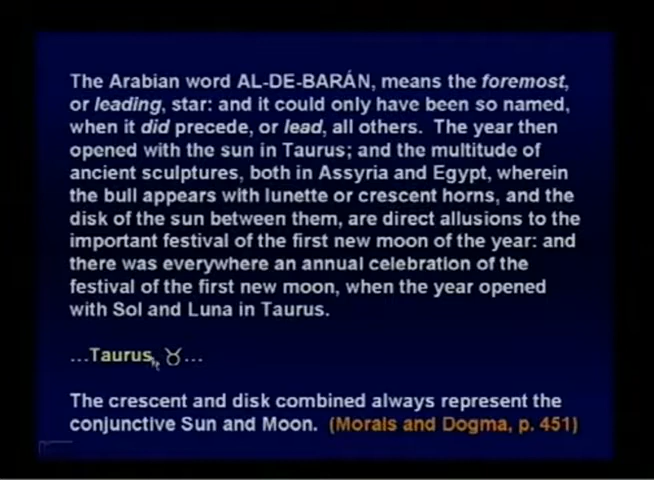 The Arabian word AL-DE-BARÁN, means the foremost,
or leading, star: and it could only have been so named,
when it did precede, or lead, all others. The year then
opened with the sun in Taurus; and the multitude of
ancient sculptures, both in Assyria and Egypt, wherein
the bull appears with lunette or crescent horns, and the
disk of the sun between them, are direct allusions to the
important festival of the first new moon of the year: and
there was everywhere an annual celebration of the
festival of the first new moon, when the year opened
with Sol and Luna in Taurus.
...Taurus, ♉...
The crescent and disk combined always represent the
conjunctive Sun and Moon. (Morals and Dogma, p. 451)